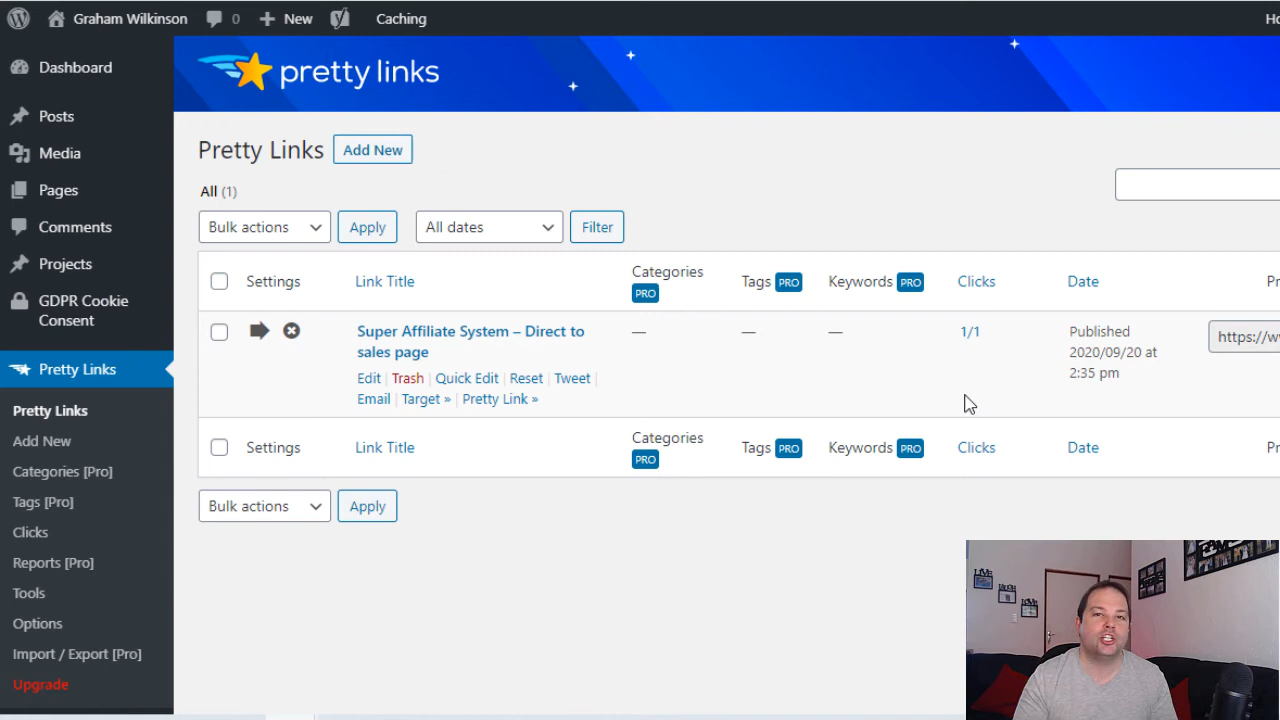 Graham Wilkinson 0 New Caching Ho
Dashboard
Posts
Media
Pages
Comments
Projects
GDPR Cookie
Consent
Pretty Links
Pretty Links
Add New
Categories [Pro]
Tags [Pro]
Clicks
Reports [Pro]
Tools
Options
Import / Export [Pro]
Upgrade
pretty links
Pretty Links Add New
All (1)
Bulk actions Apply All dates Filter
Settings Link Title Categories PRO Tags PRO Keywords PRO Clicks Date Pr
Super Affiliate System – Direct to
sales page
— — — 1/1
Published
2020/09/20 at
2:35 pm
https://w
Edit | Trash | Quick Edit | Reset | Tweet |
Email | Target » | Pretty Link »
Settings Link Title Categories PRO Tags PRO Keywords PRO Clicks Date Pr
Bulk actions Apply
LIVE
LOVE